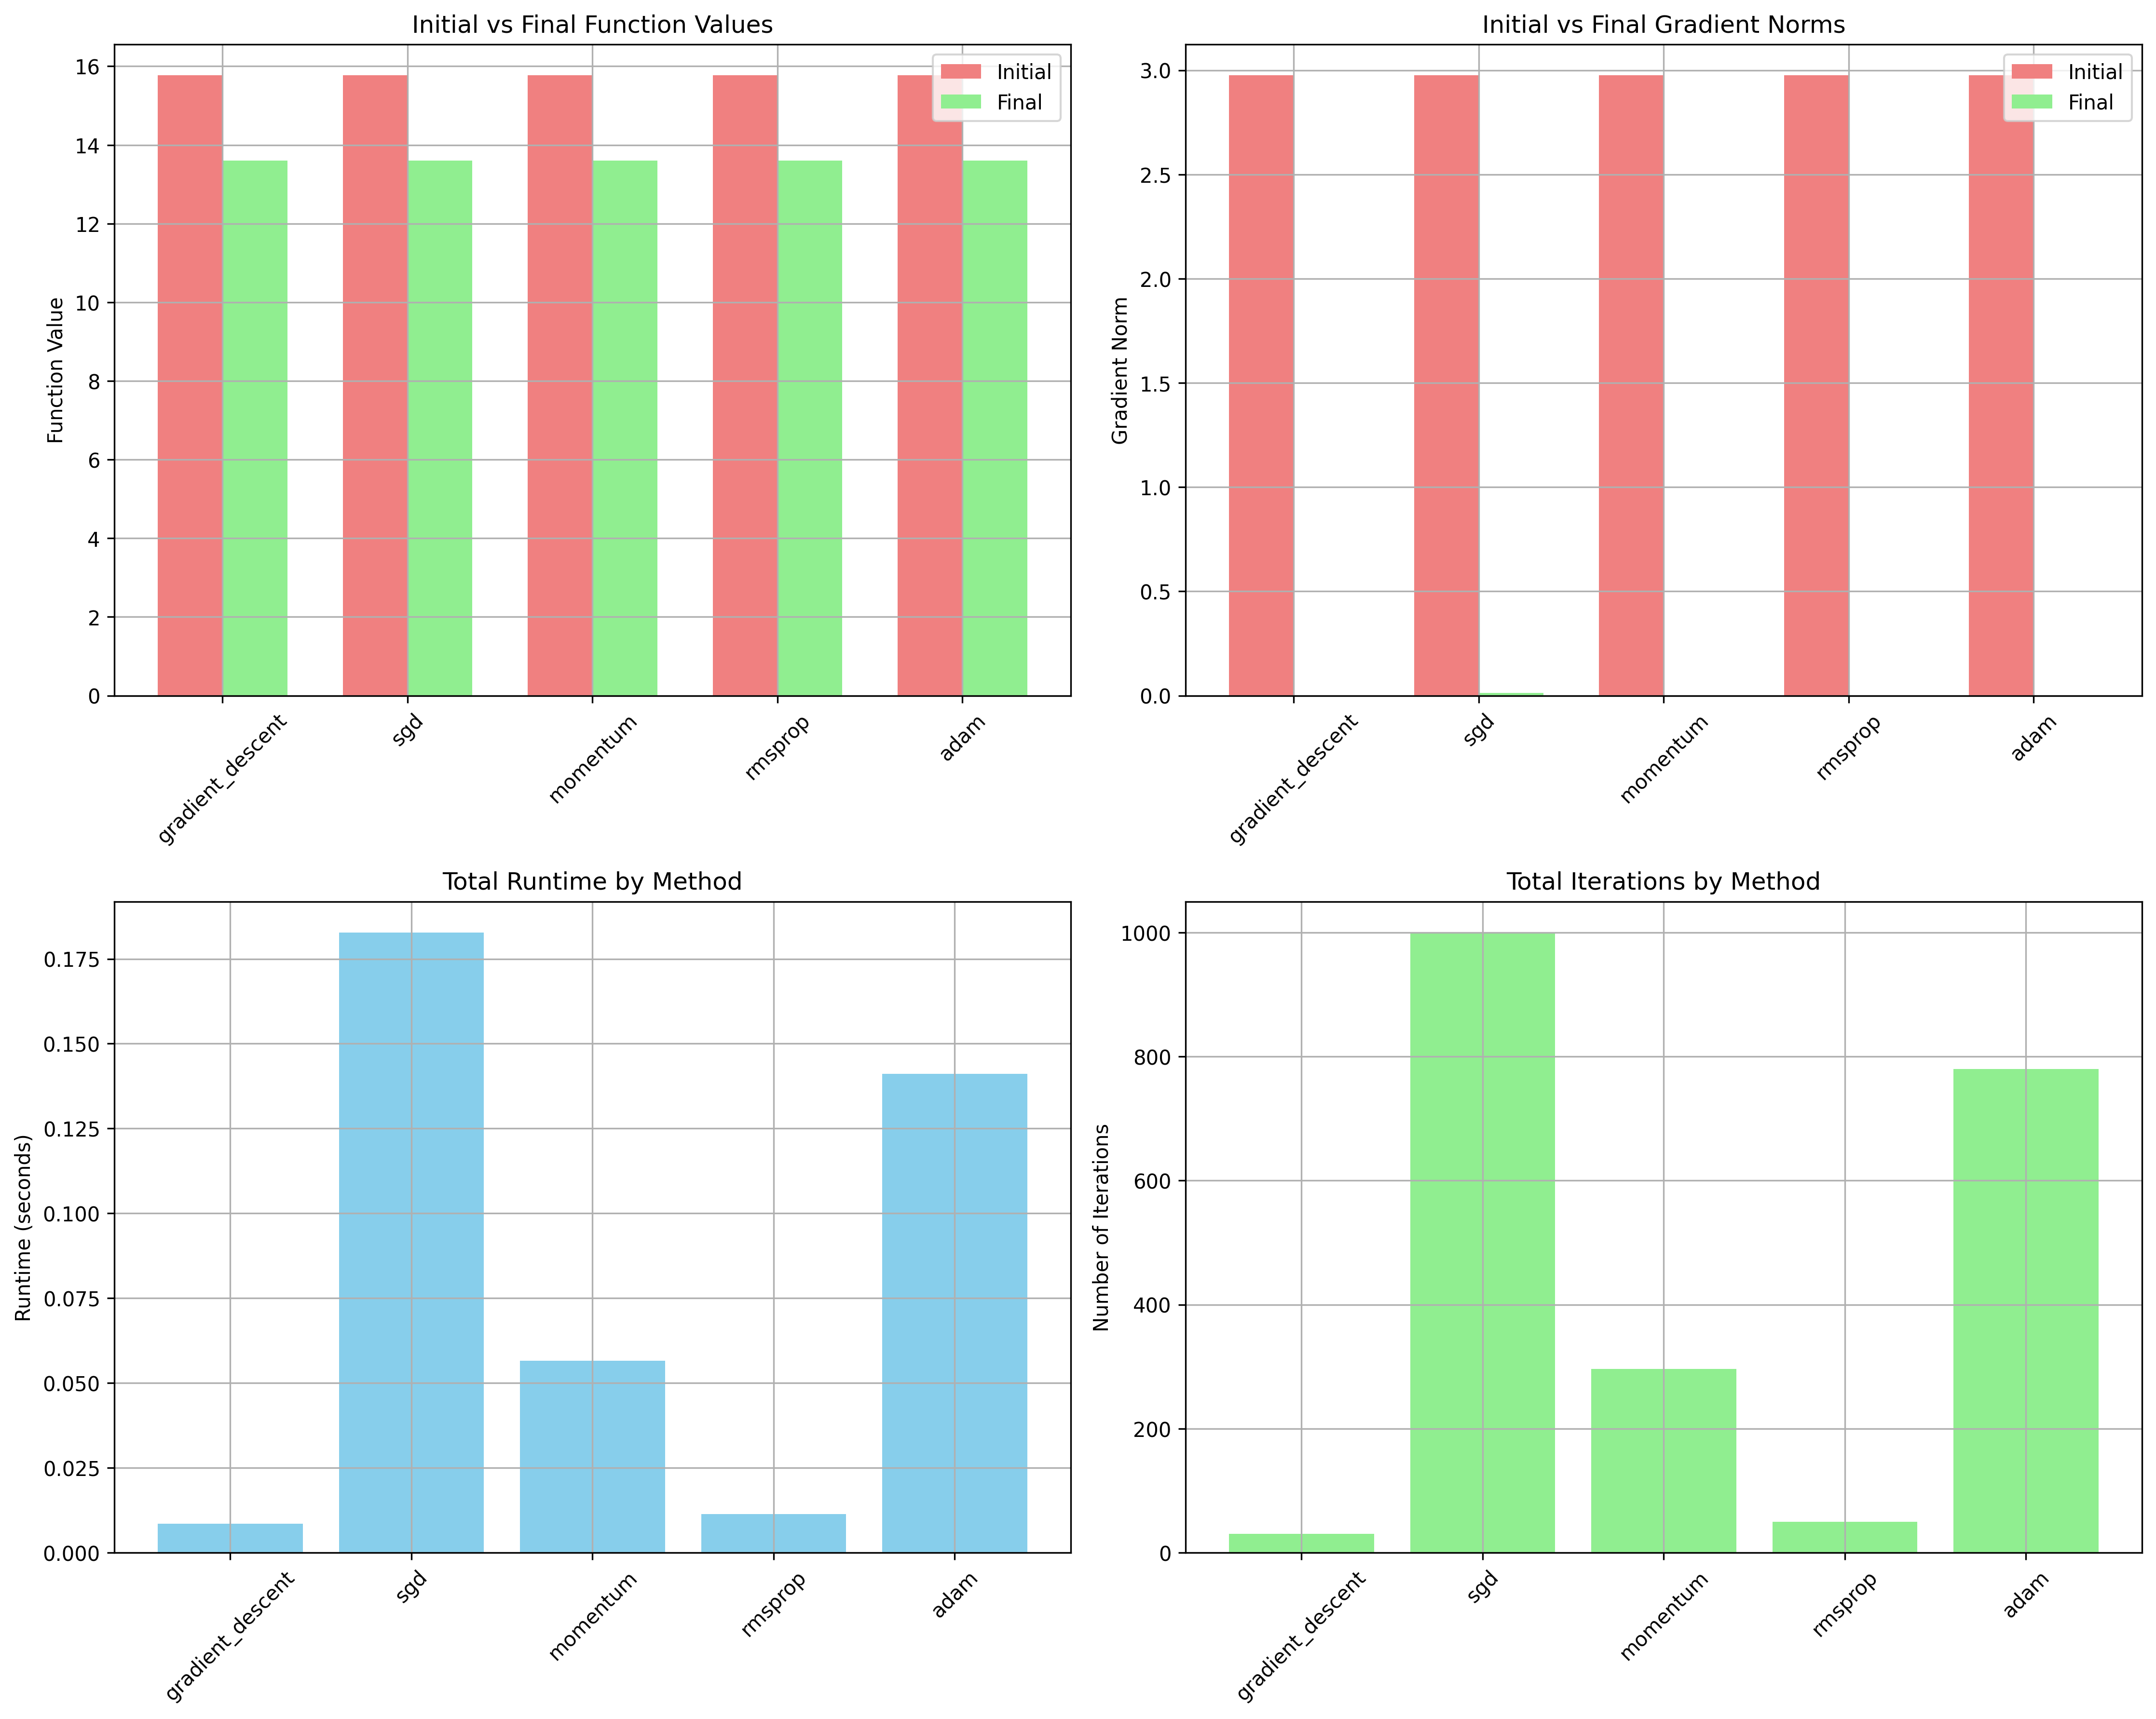 Initial vs Final Function Values
Function Value
16
14
12
10
8
6
4
2
0
Initial
Final
gradient_descent
sgd
momentum
rmsprop
adam
Initial vs Final Gradient Norms
Gradient Norm
3.0
2.5
2.0
1.5
1.0
0.5
0.0
Initial
Final
gradient_descent
sgd
momentum
rmsprop
adam
Total Runtime by Method
Runtime (seconds)
0.175
0.150
0.125
0.100
0.075
0.050
0.025
0.000
gradient_descent
sgd
momentum
rmsprop
adam
Total Iterations by Method
Number of Iterations
1000
800
600
400
200
0
gradient_descent
sgd
momentum
rmsprop
adam